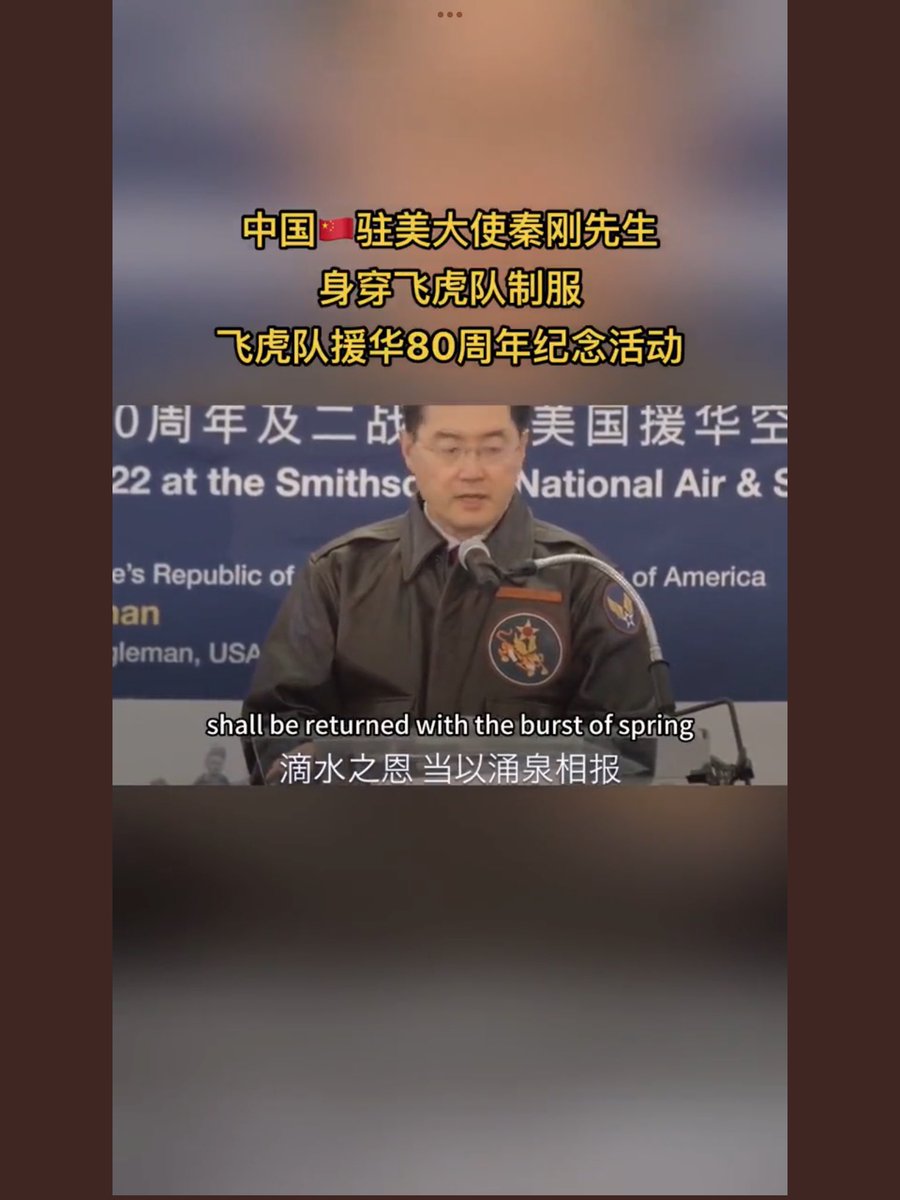 中国🇨🇳驻美大使秦刚先生
身穿飞虎队制服
飞虎队援华80周年纪念活动
0周年及二战 美国援华空
22 at the Smithso National Air & S
e's Republic of of America
man
gleman, USA
shall be returned with the burst of spring
滴水之恩 当以涌泉相报